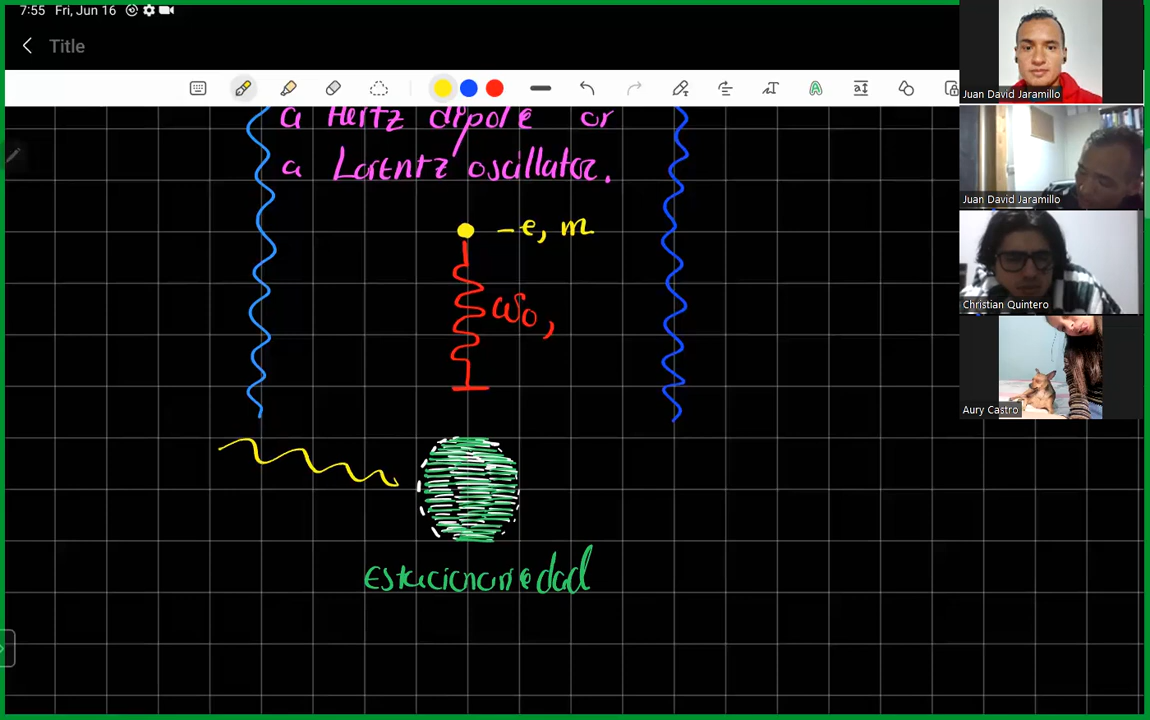 7:55 Fri, Jun 16
Title
Juan David Jaramillo
a Hertz dipole or
a Lorentz oscillator.
Juan David Jaramillo
-e, m
Christian Quintero
ω₀,
Aury Castro
estacionariedad